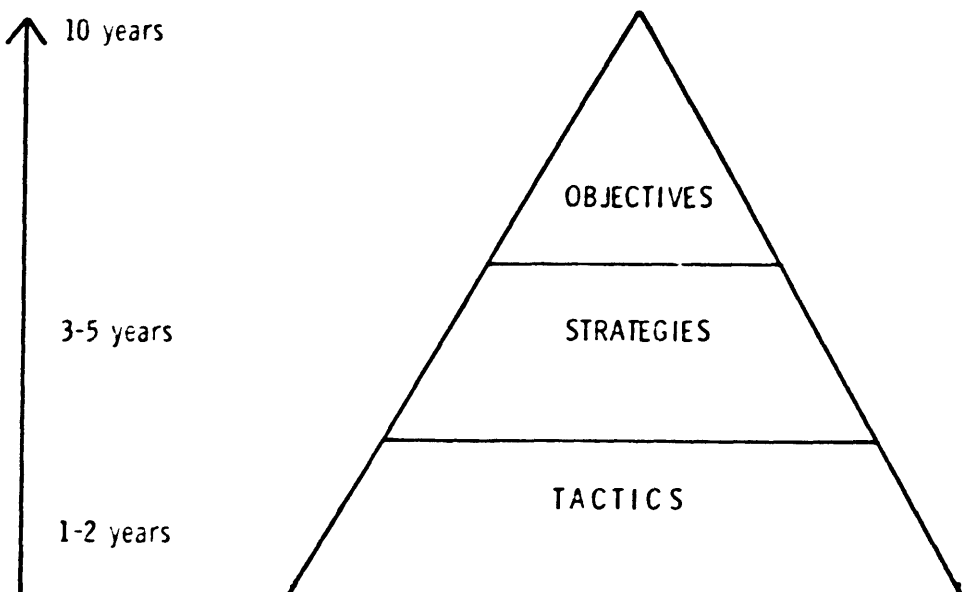 10 years
OBJECTIVES
3-5 years
STRATEGIES
TACTICS
1-2 years